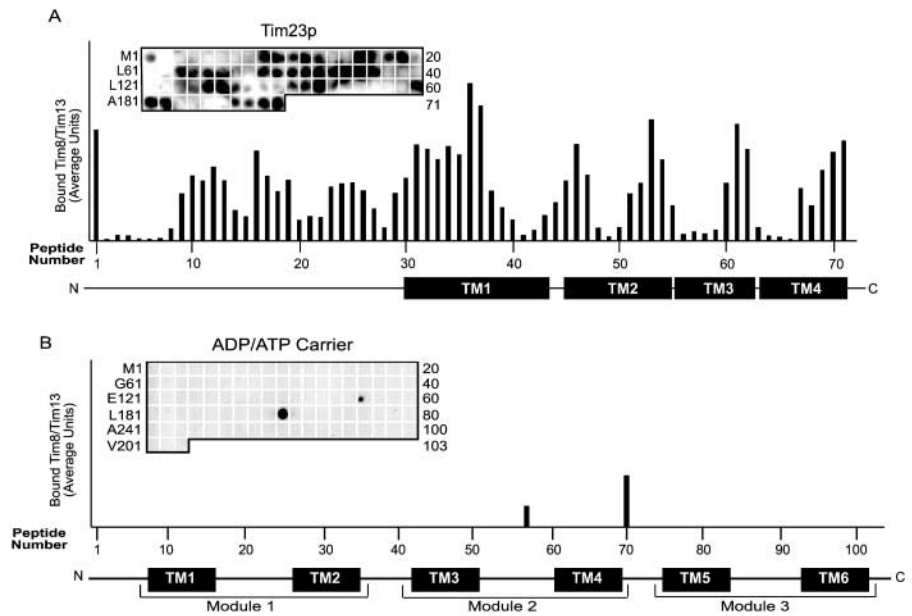 A
Tim23p
M1 20
L61 40
L121 60
A181 71
Bound Tim8/Tim13
(Average Units)
Peptide
Number
1 10 20 30 40 50 60 70
N TM1 TM2 TM3 TM4 C
B
ADP/ATP Carrier
M1 20
G61 40
E121 60
L181 80
A241 100
V201 103
Bound Tim8/Tim13
(Average Units)
Peptide
Number
1 10 20 30 40 50 60 70 80 90 100
N TM1 TM2 TM3 TM4 TM5 TM6 C
Module 1 Module 2 Module 3